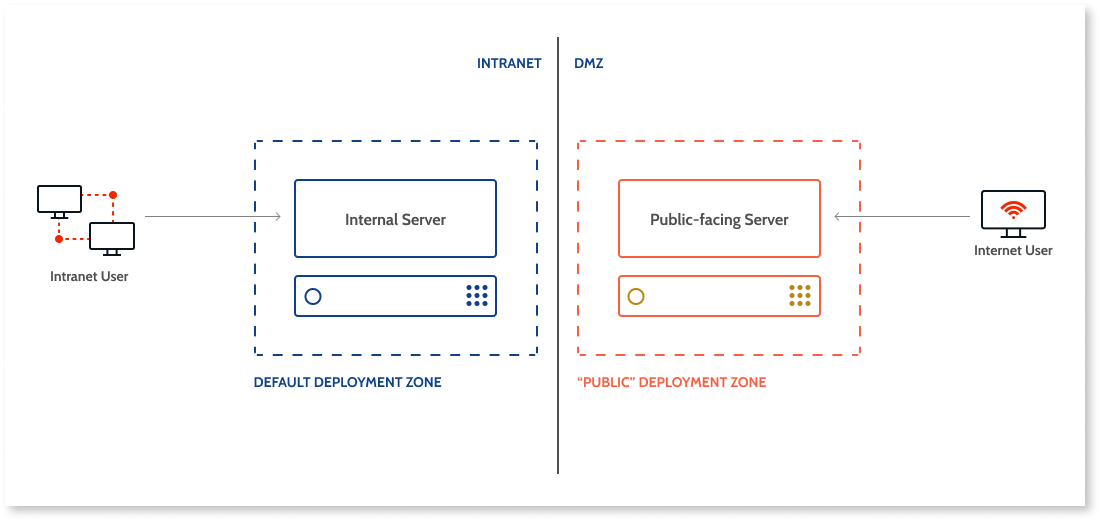 INTRANET
DMZ
Internal Server
Public-facing Server
Intranet User
Internet User
DEFAULT DEPLOYMENT ZONE
“PUBLIC” DEPLOYMENT ZONE